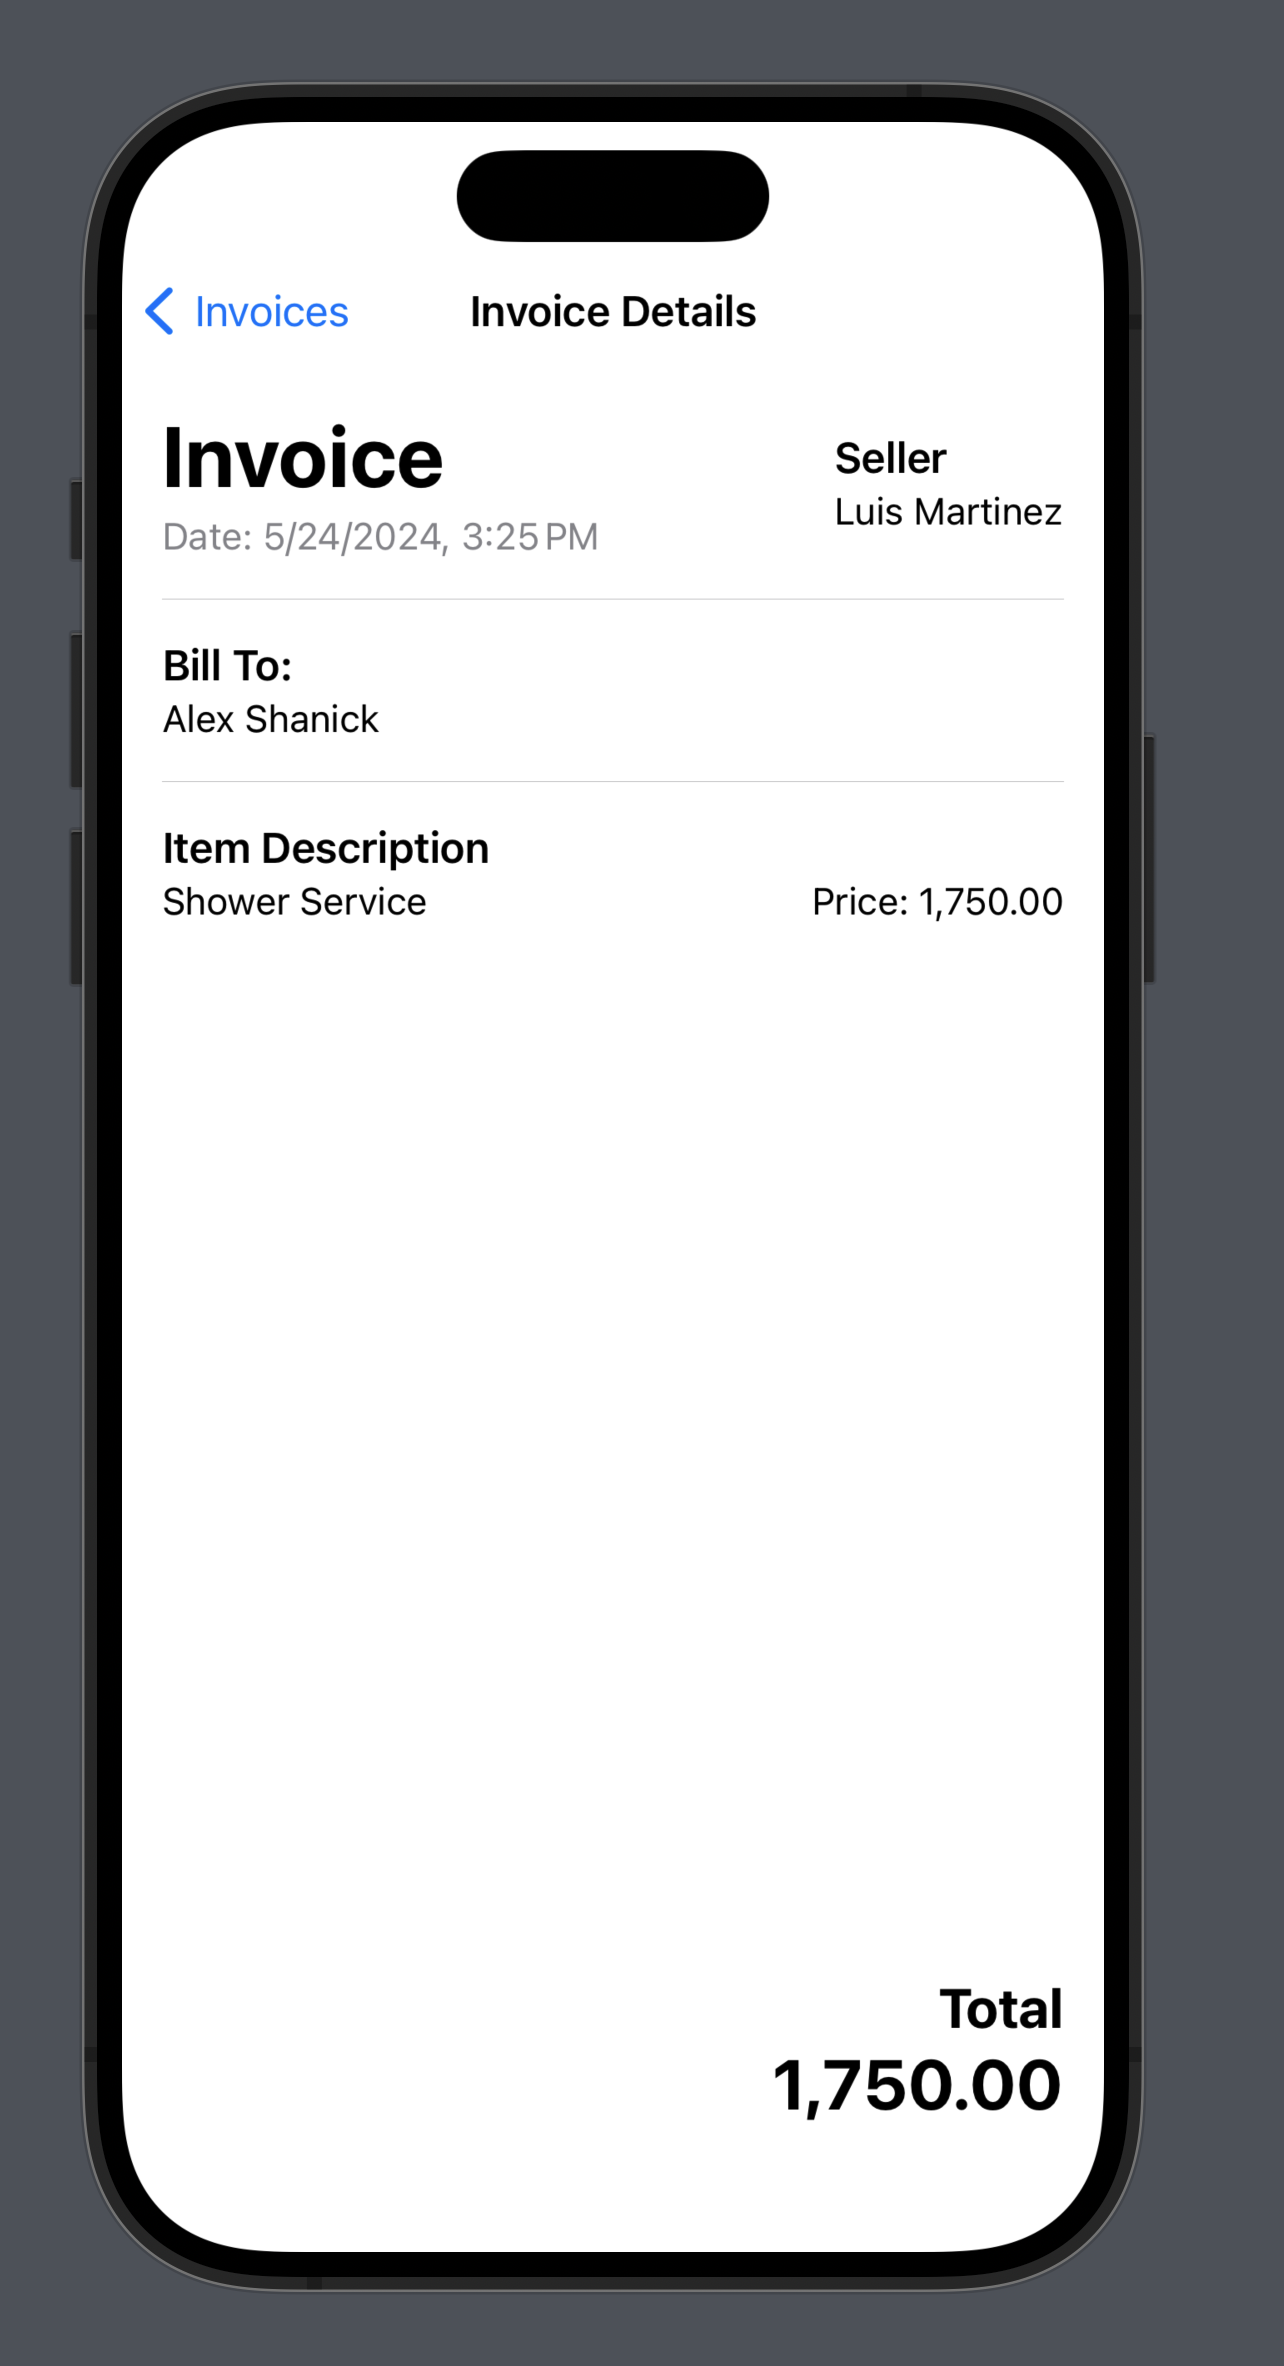 Invoices
Invoice Details
Invoice
Date: 5/24/2024, 3:25 PM
Seller
Luis Martinez
Bill To:
Alex Shanick
Item Description
Shower Service
Price: 1,750.00
Total
1,750.00